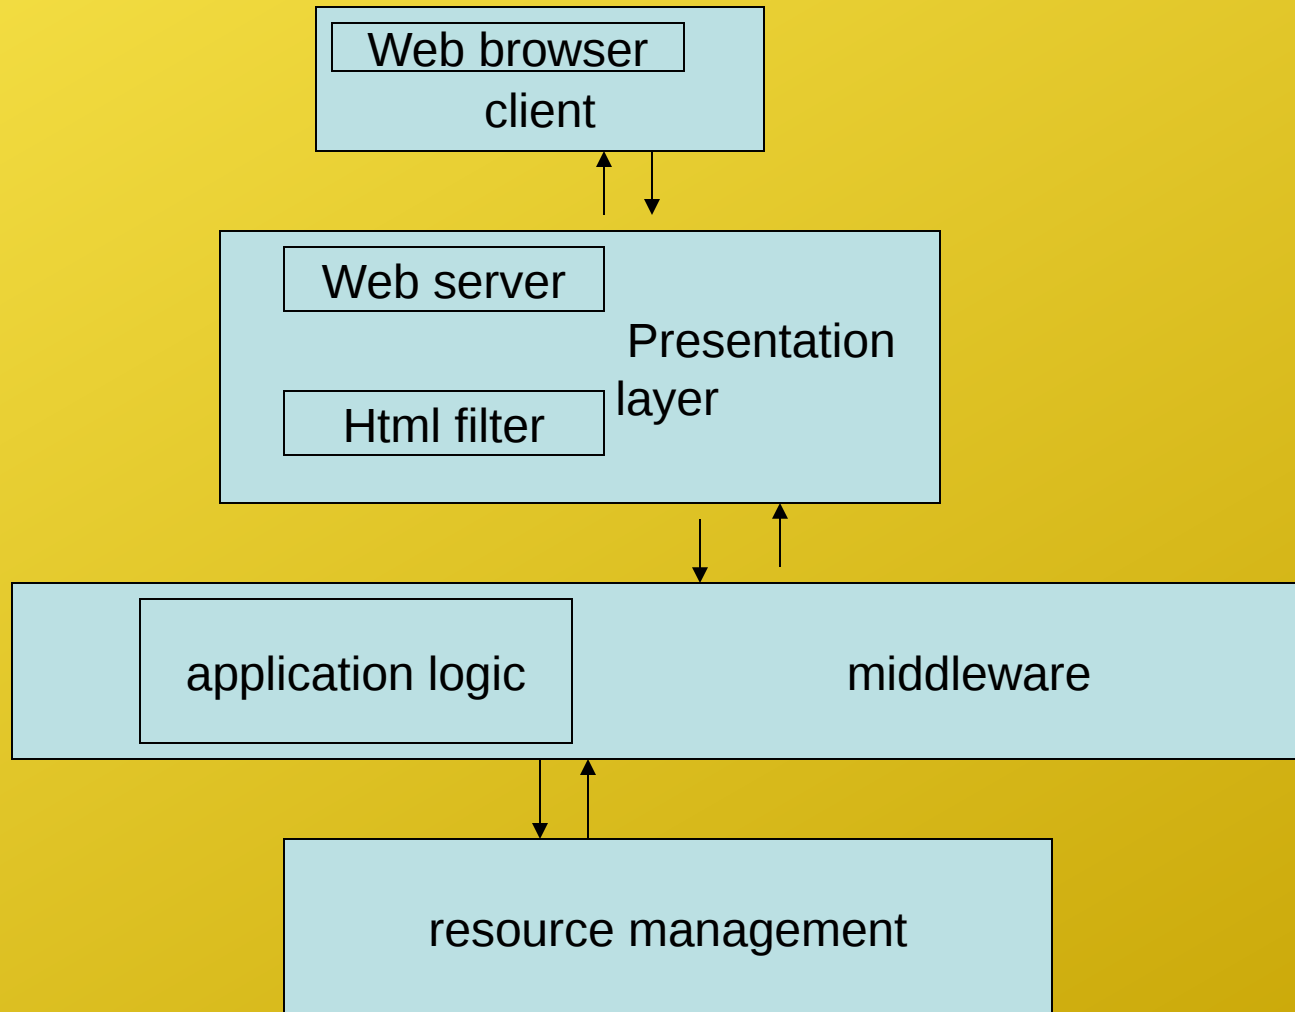 Web browser
client
Web server
Presentation
layer
Html filter
application logic
middleware
resource management